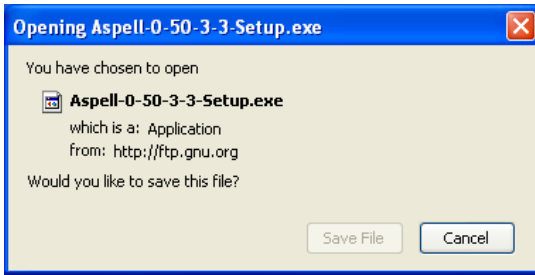 Opening Aspell-0-50-3-3-Setup.exe
You have chosen to open
Aspell-0-50-3-3-Setup.exe
which is a: Application
from: http://ftp.gnu.org
Would you like to save this file?
Save File Cancel